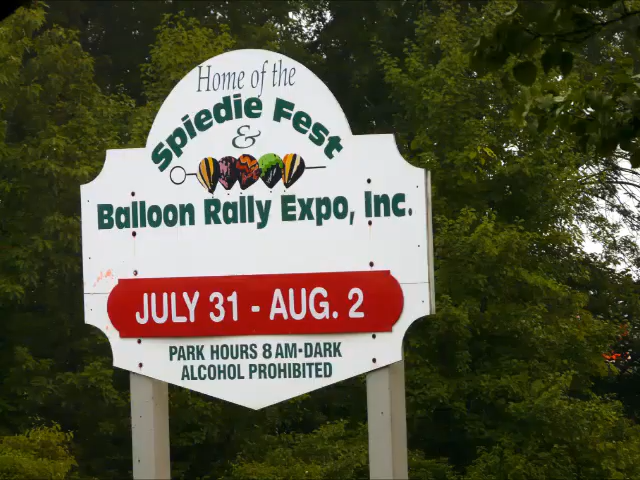 Home of the
Spiedie Fest
&
Balloon Rally Expo, Inc.
JULY 31 - AUG. 2
PARK HOURS 8 AM-DARK
ALCOHOL PROHIBITED